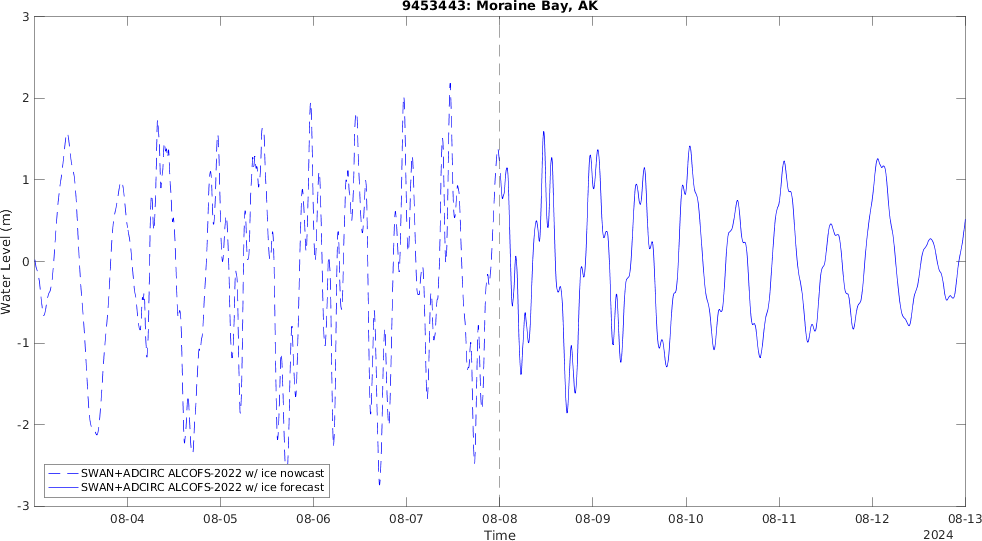 9453443: Moraine Bay, AK
3
2
1
0
-1
-2
-3
Water Level (m)
SWAN+ADCIRC ALCOFS-2022 w/ ice nowcast
SWAN+ADCIRC ALCOFS-2022 w/ ice forecast
08-04 08-05 08-06 08-07 08-08 08-09 08-10 08-11 08-12 08-13
Time
2024